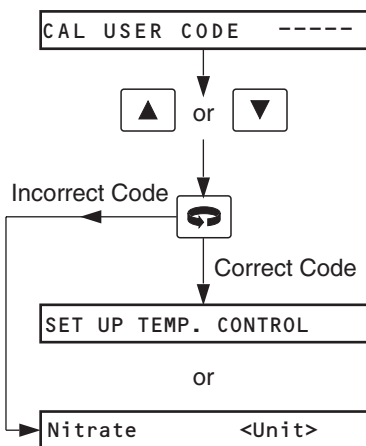 CAL USER CODE -----
or
Incorrect Code
Correct Code
SET UP TEMP. CONTROL
or
Nitrate <Unit>